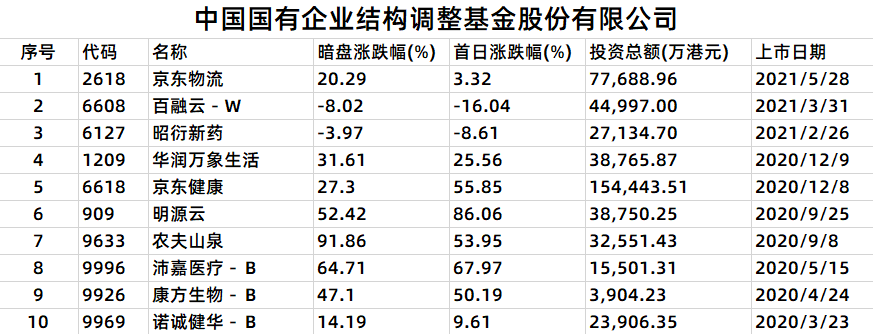 中国国有企业结构调整基金股份有限公司
序号 代码 名称 暗盘涨跌幅(%) 首日涨跌幅(%) 投资总额(万港元) 上市日期
1 2618 京东物流 20.29 3.32 77,688.96 2021/5/28
2 6608 百融云 - W -8.02 -16.04 44,997.00 2021/3/31
3 6127 昭衍新药 -3.97 -8.61 27,134.70 2021/2/26
4 1209 华润万象生活 31.61 25.56 38,765.87 2020/12/9
5 6618 京东健康 27.3 55.85 154,443.51 2020/12/8
6 909 明源云 52.42 86.06 38,750.25 2020/9/25
7 9633 农夫山泉 91.86 53.95 32,551.43 2020/9/8
8 9996 沛嘉医疗 - B 64.71 67.97 15,501.31 2020/5/15
9 9926 康方生物 - B 47.1 50.19 3,904.23 2020/4/24
10 9969 诺诚健华 - B 14.19 9.61 23,906.35 2020/3/23